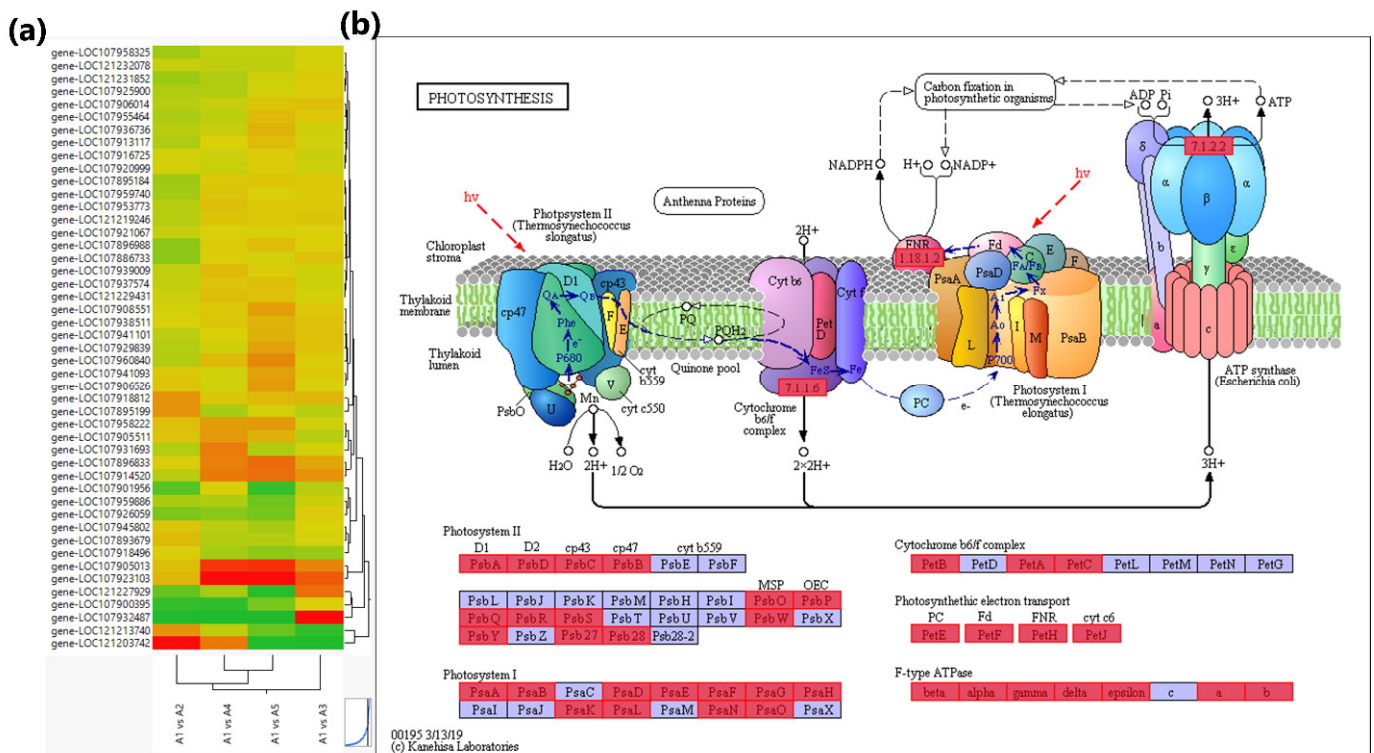 (a)
gene-LOC107958325
gene-LOC121232078
gene-LOC121231852
gene-LOC107925900
gene-LOC107906014
gene-LOC107955464
gene-LOC107936736
gene-LOC107913117
gene-LOC107916725
gene-LOC107920999
gene-LOC107895184
gene-LOC107959740
gene-LOC107953773
gene-LOC121219246
gene-LOC107921067
gene-LOC107896988
gene-LOC107886733
gene-LOC107939009
gene-LOC107937574
gene-LOC121229431
gene-LOC107908551
gene-LOC107938511
gene-LOC107941101
gene-LOC107929839
gene-LOC107960840
gene-LOC107941093
gene-LOC107906526
gene-LOC107918812
gene-LOC107895199
gene-LOC107958222
gene-LOC107905511
gene-LOC107931693
gene-LOC107896833
gene-LOC107914520
gene-LOC107901956
gene-LOC107959886
gene-LOC107926059
gene-LOC107945802
gene-LOC107893679
gene-LOC107918496
gene-LOC107905013
gene-LOC107923103
gene-LOC121227929
gene-LOC107900395
gene-LOC107932487
gene-LOC121213740
gene-LOC121203742
A1 vs A2
A1 vs A4
A1 vs A5
A1 vs A3
(b)
PHOTOSYNTHESIS
Carbon fixation in
photosynthetic organisms
ADP Pi
3H+
ATP
7.1.2.2
δ
α
β
α
b
ε
γ
a
c
ATP synthase
(Escherichia coli)
3H+
NADPH
H+
NADP+
hν
hν
Anthenna Proteins
Photpsystem II
(Thermosynechococcus
elongatus)
Chloroplast
stroma
Thylakoid
membrane
Thylakoid
lumen
D1
cp43
cp47
QA
QB
Phe
e-
P680
F
E
cyt
b559
V
cyt c550
PsbO
U
Mn
H2O
2H+
1/2 O2
PQ
PQH2
Quinone pool
2H+
Cyt b6
Pet
D
Cyt f
FeS
Fe
7.1.1.6
Cytochrome
b6/f
complex
2×2H+
PC
e-
FNR
1.18.1.2
Fd
PsaD
C
E
F
FA/FB
PsaA
A1
Fx
A0
L
I
M
PsaB
P700
Photosystem I
(Thermosynechococcus
elongatus)
Photosystem II
D1 D2 cp43 cp47 cyt b559
PsbA PsbD PsbC PsbB PsbE PsbF
MSP OEC
PsbL PsbJ PsbK PsbM PsbH PsbI PsbO PsbP
PsbQ PsbR PsbS PsbT PsbU PsbV PsbW PsbX
PsbY PsbZ Psb27 Psb28 Psb28-2
Photosystem I
PsaA PsaB PsaC PsaD PsaE PsaF PsaG PsaH
PsaI PsaJ PsaK PsaL PsaM PsaN PsaO PsaX
Cytochrome b6/f complex
PetB PetD PetA PetC PetL PetM PetN PetG
Photosynthethic electron transport
PC Fd FNR cyt c6
PetE PetF PetH PetJ
F-type ATPase
beta alpha gamma delta epsilon c a b
00195 3/13/19
(c) Kanehisa Laboratories